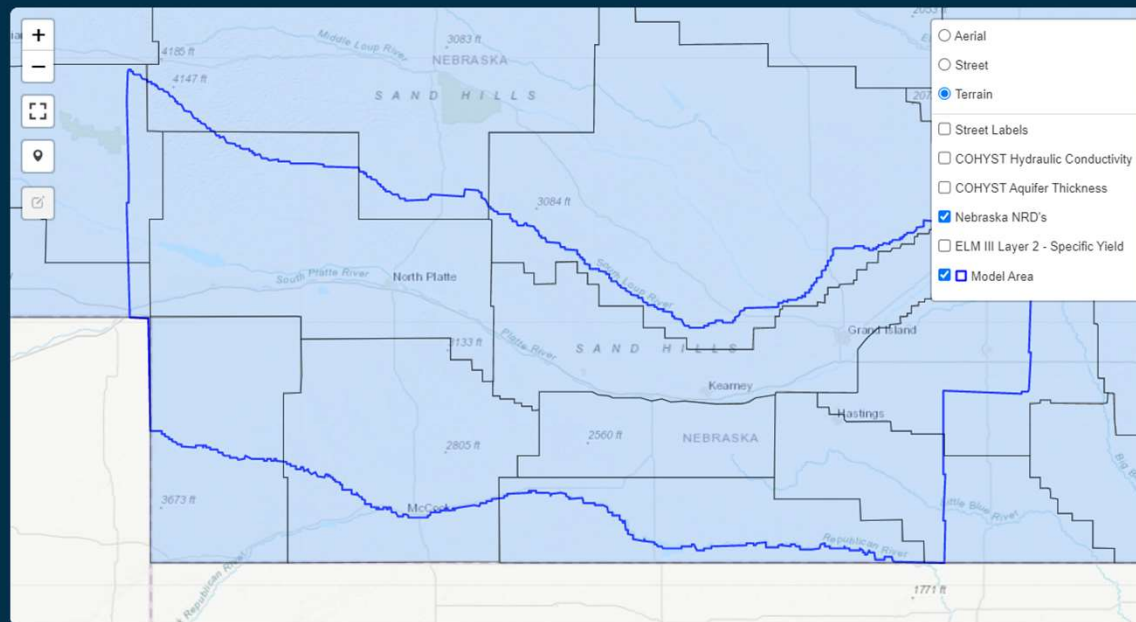 +
−
Middle Loup River
3083 ft
4185 ft
NEBRASKA
4147 ft
SAND HILLS
3084 ft
South Platte River
North Platte
South Loup River
Grand Island
3133 ft
Platte River
SAND HILLS
Kearney
Hastings
2560 ft
NEBRASKA
2805 ft
3673 ft
McCook
Little Blue River
Republican River
Republican River
1771 ft
Aerial
Street
Terrain
Street Labels
COHYST Hydraulic Conductivity
COHYST Aquifer Thickness
Nebraska NRD's
ELM III Layer 2 - Specific Yield
Model Area